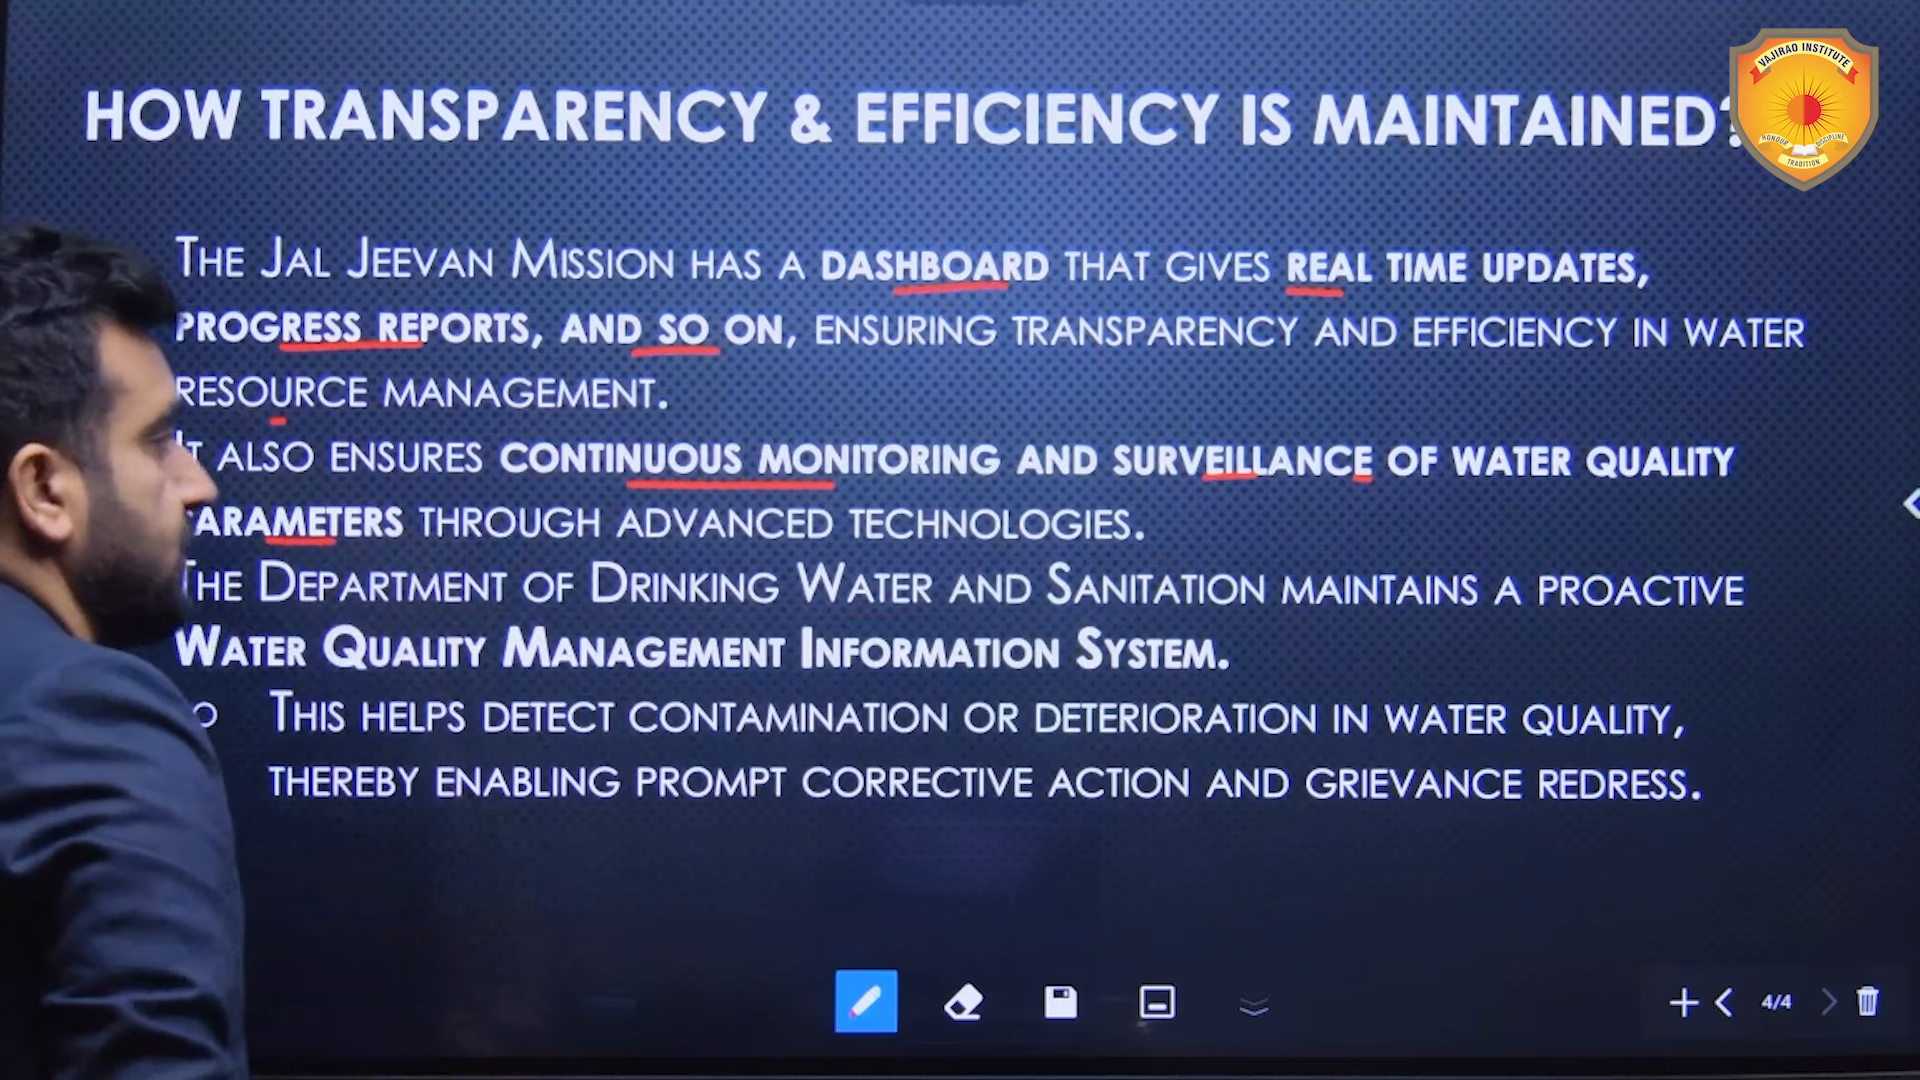 VAJIRAO INSTITUTE
HONOUR DISCIPLINE
TRADITION
HOW TRANSPARENCY & EFFICIENCY IS MAINTAINED?
THE JAL JEEVAN MISSION HAS A DASHBOARD THAT GIVES REAL TIME UPDATES,
PROGRESS REPORTS, AND SO ON, ENSURING TRANSPARENCY AND EFFICIENCY IN WATER
RESOURCE MANAGEMENT.
IT ALSO ENSURES CONTINUOUS MONITORING AND SURVEILLANCE OF WATER QUALITY
PARAMETERS THROUGH ADVANCED TECHNOLOGIES.
THE DEPARTMENT OF DRINKING WATER AND SANITATION MAINTAINS A PROACTIVE
WATER QUALITY MANAGEMENT INFORMATION SYSTEM.
THIS HELPS DETECT CONTAMINATION OR DETERIORATION IN WATER QUALITY,
THEREBY ENABLING PROMPT CORRECTIVE ACTION AND GRIEVANCE REDRESS.
4/4